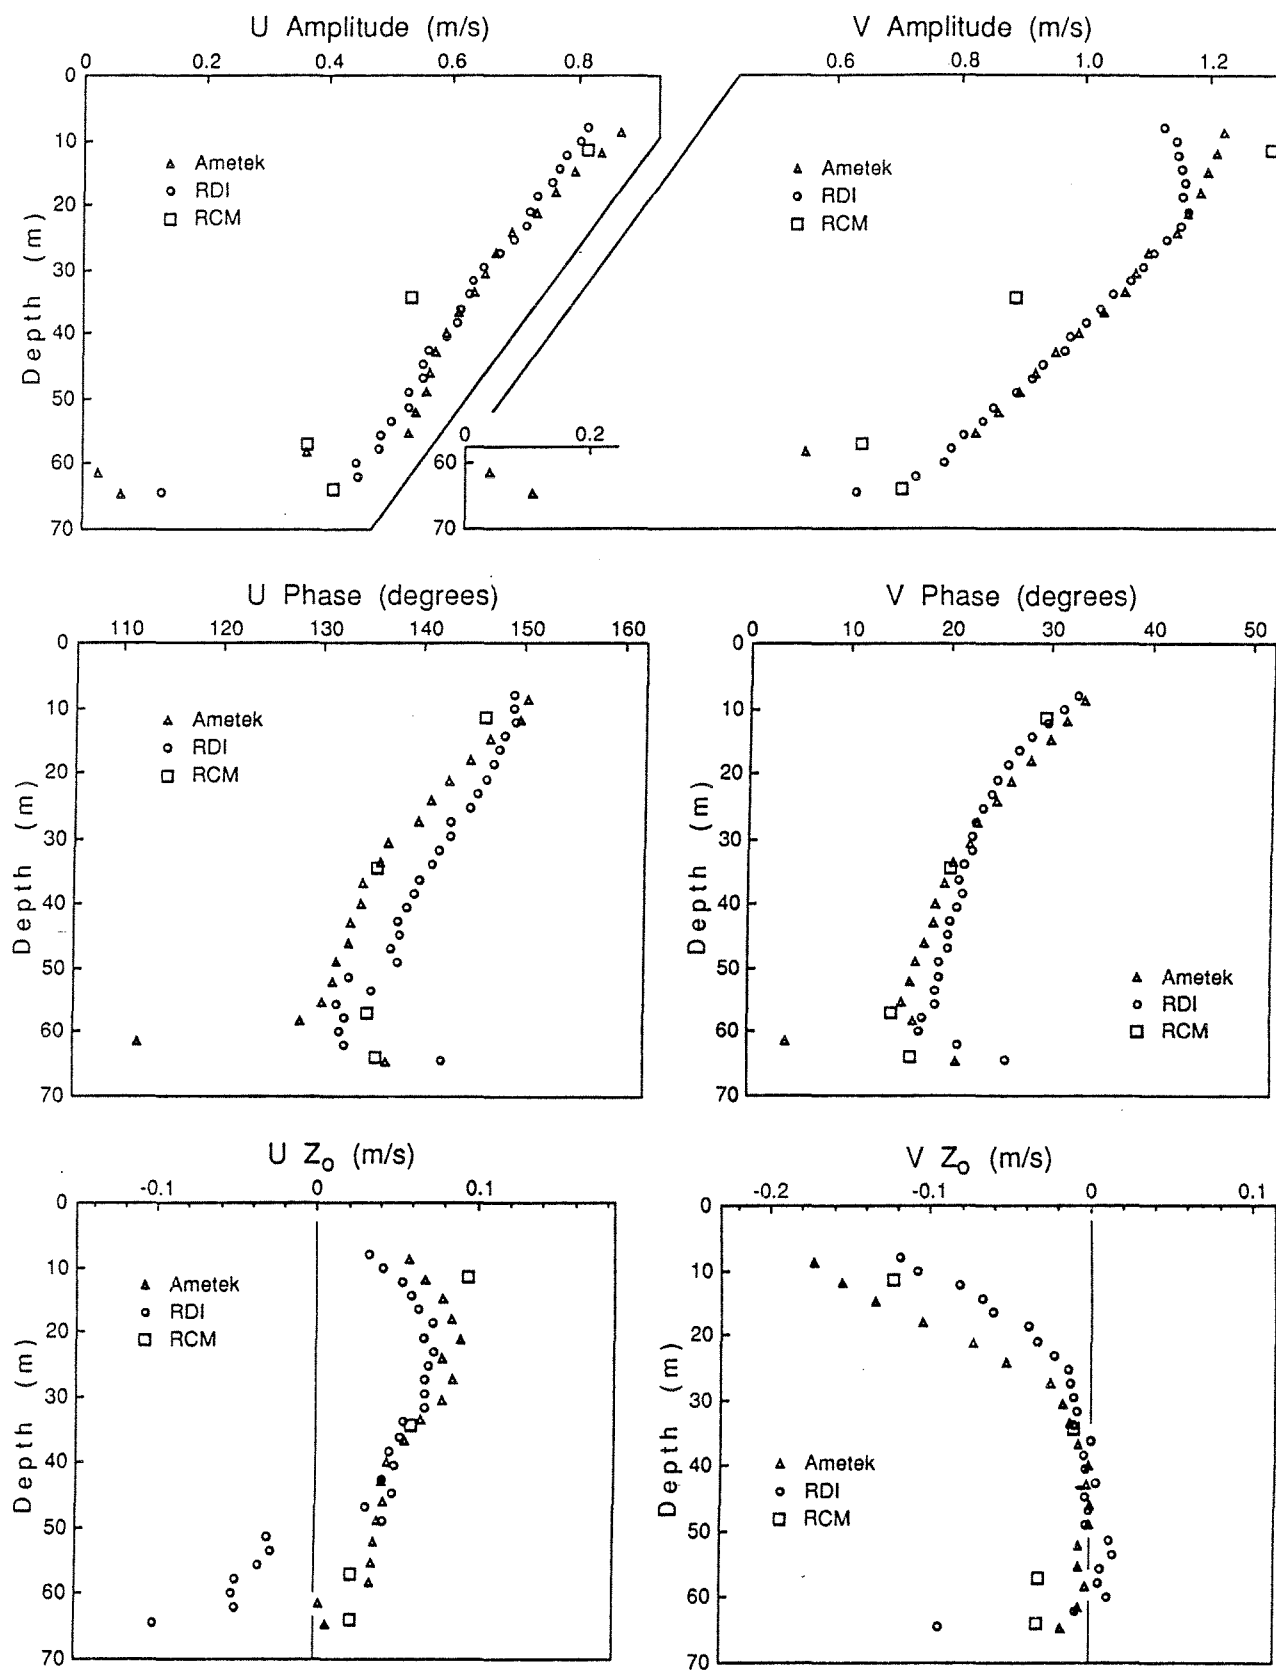 U Amplitude (m/s)
V Amplitude (m/s)
0 0.2 0.4 0.6 0.8
0.6 0.8 1.0 1.2
0
10
20
30
40
50
60
70
Depth (m)
Ametek
RDI
RCM
Ametek
RDI
RCM
0 0.2
60
70
U Phase (degrees)
110 120 130 140 150 160
0
10
20
30
40
50
60
70
Depth (m)
Ametek
RDI
RCM
V Phase (degrees)
0 10 20 30 40 50
0
10
20
30
40
50
60
70
Depth (m)
Ametek
RDI
RCM
U Z₀ (m/s)
-0.1 0 0.1
0
10
20
30
40
50
60
70
Depth (m)
Ametek
RDI
RCM
V Z₀ (m/s)
-0.2 -0.1 0 0.1
0
10
20
30
40
50
60
70
Depth (m)
Ametek
RDI
RCM